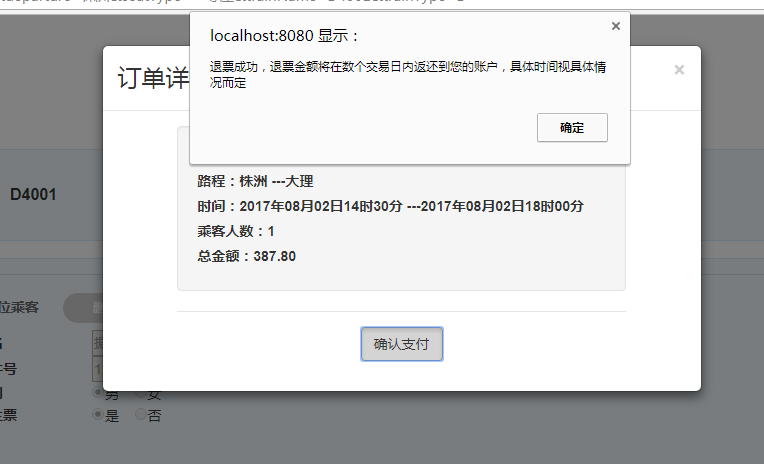 localhost:8080 显示：
退票成功，退票金额将在数个交易日内返还到您的账户，具体时间视具体情
况而定
确定
订单详
×
路程：株洲 ---大理
时间：2017年08月02日14时30分 ---2017年08月02日18时00分
乘客人数：1
总金额：387.80
确认支付
D4001
位乘客
件号
男 女
票
是 否